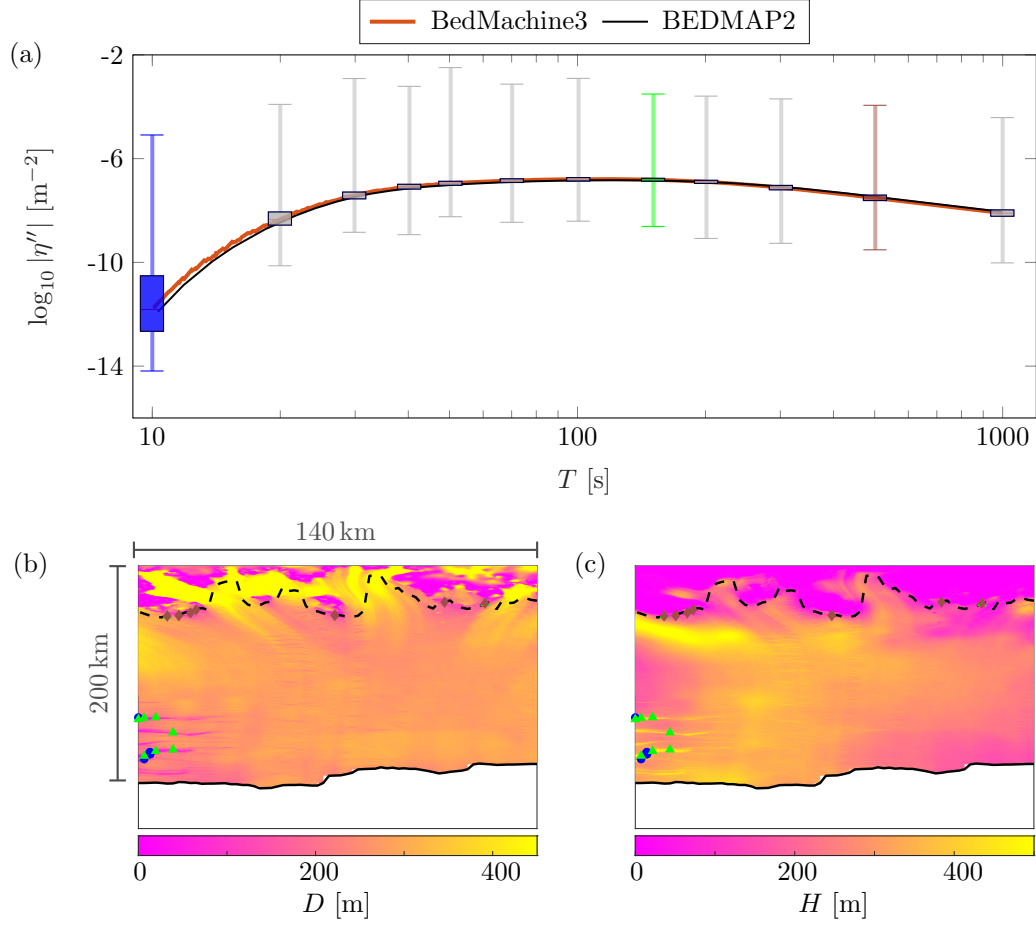 BedMachine3 BEDMAP2
(a)
-2
-6
-10
-14
log₁₀ |η′′| [m⁻²]
10 100 1000
T [s]
140 km
(b) (c)
200 km
0 200 400 0 200 400
D [m] H [m]